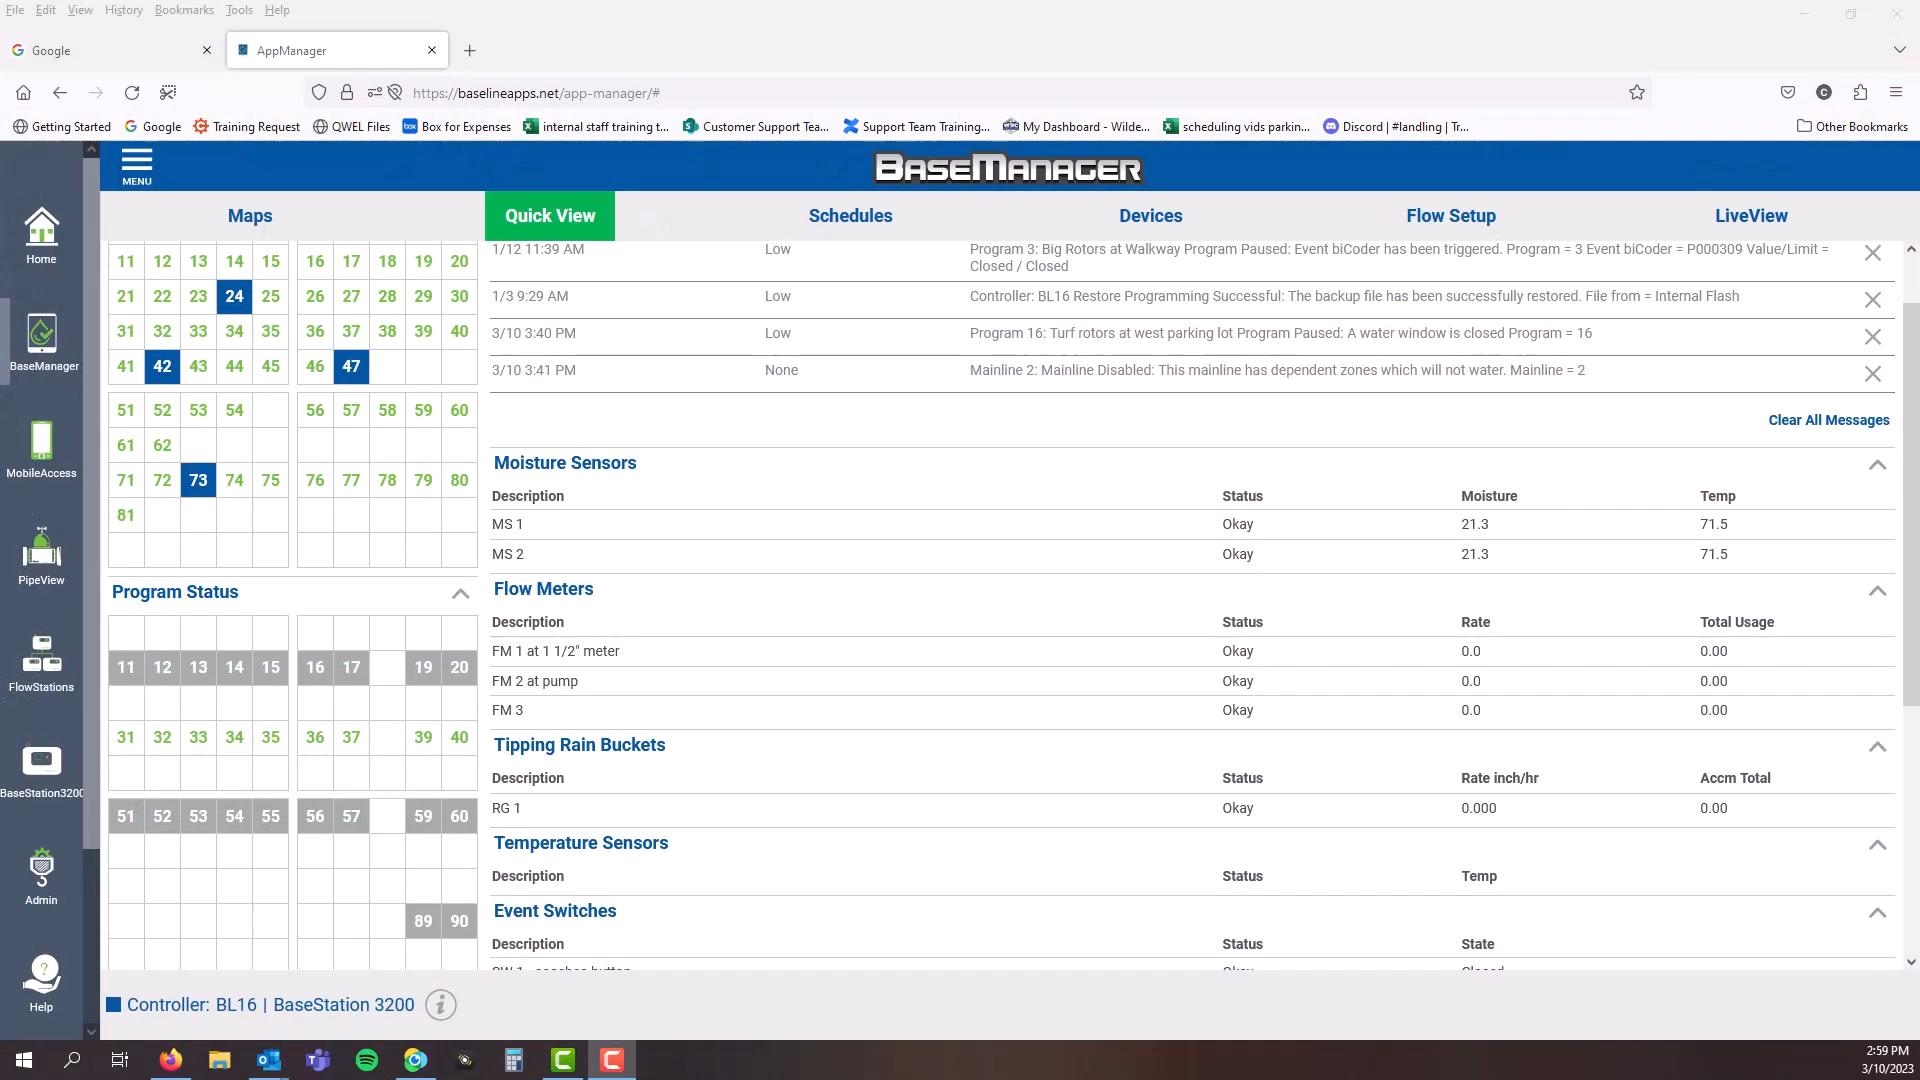 File Edit View History Bookmarks Tools Help
Google
AppManager
https://baselineapps.net/app-manager/#
Getting Started Google Training Request QWEL Files Box for Expenses internal staff training t... Customer Support Tea... Support Team Training... My Dashboard - Wilde... scheduling vids parkin... Discord | #landling | Tr... Other Bookmarks
MENU
BASEMANAGER
Maps Quick View Schedules Devices Flow Setup LiveView
Home
BaseManager
MobileAccess
PipeView
FlowStations
BaseStation3200
Admin
Help
11 12 13 14 15 16 17 18 19 20
21 22 23 24 25 26 27 28 29 30
31 32 33 34 35 36 37 38 39 40
41 42 43 44 45 46 47
51 52 53 54 56 57 58 59 60
61 62
71 72 73 74 75 76 77 78 79 80
81
Program Status
11 12 13 14 15 16 17 19 20
31 32 33 34 35 36 37 39 40
51 52 53 54 55 56 57 59 60
89 90
1/12 11:39 AM Low Program 3: Big Rotors at Walkway Program Paused: Event biCoder has been triggered. Program = 3 Event biCoder = P000309 Value/Limit =
Closed / Closed
1/3 9:29 AM Low Controller: BL16 Restore Programming Successful: The backup file has been successfully restored. File from = Internal Flash
3/10 3:40 PM Low Program 16: Turf rotors at west parking lot Program Paused: A water window is closed Program = 16
3/10 3:41 PM None Mainline 2: Mainline Disabled: This mainline has dependent zones which will not water. Mainline = 2
Clear All Messages
Moisture Sensors
Description Status Moisture Temp
MS 1 Okay 21.3 71.5
MS 2 Okay 21.3 71.5
Flow Meters
Description Status Rate Total Usage
FM 1 at 1 1/2" meter Okay 0.0 0.00
FM 2 at pump Okay 0.0 0.00
FM 3 Okay 0.0 0.00
Tipping Rain Buckets
Description Status Rate inch/hr Accm Total
RG 1 Okay 0.000 0.00
Temperature Sensors
Description Status Temp
Event Switches
Description Status State
Controller: BL16 | BaseStation 3200
2:59 PM
3/10/2023